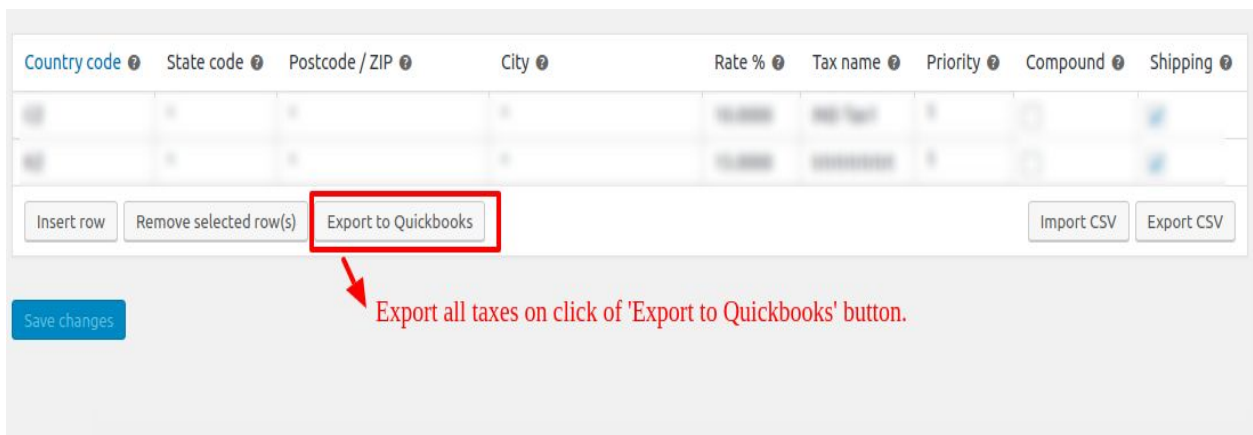 Country code State code Postcode / ZIP City Rate % Tax name Priority Compound Shipping
Insert row Remove selected row(s) Export to Quickbooks Import CSV Export CSV
Export all taxes on click of 'Export to Quickbooks' button.
Save changes